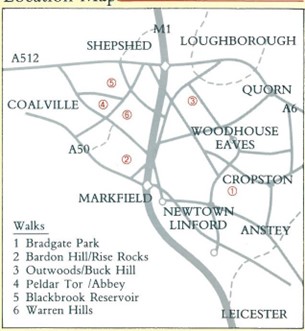 Location Map
M1
SHEPSHED
LOUGHBOROUGH
A512
5
QUORN
COALVILLE
4
3
A6
6
WOODHOUSE
EAVES
A50
2
CROPSTON
1
MARKFIELD
NEWTOWN
LINFORD
ANSTEY
Walks
1 Bradgate Park
2 Bardon Hill/Rise Rocks
3 Outwoods/Buck Hill
4 Peldar Tor /Abbey
5 Blackbrook Reservoir
6 Warren Hills
LEICESTER